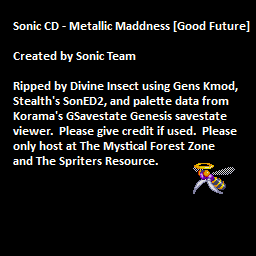 Sonic CD - Metallic Maddness [Good Future]
Created by Sonic Team
Ripped by Divine Insect using Gens Kmod,
Stealth's SonED2, and palette data from
Korama's GSavestate Genesis savestate
viewer.  Please give credit if used.  Please
only host at The Mystical Forest Zone
and The Spriters Resource.